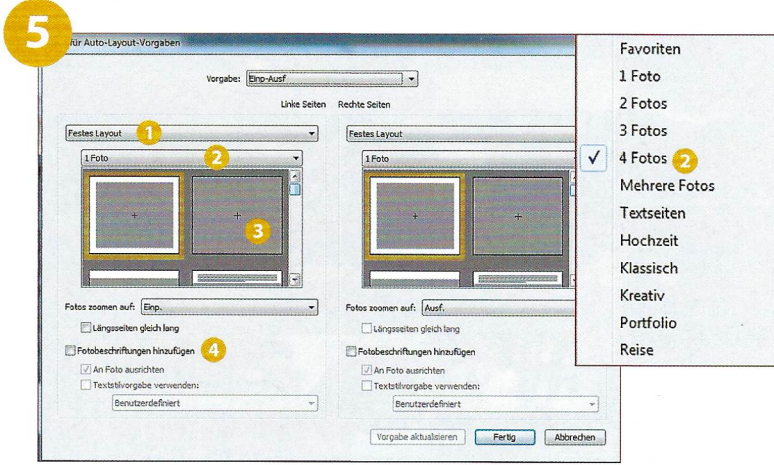 5
für Auto-Layout-Vorgaben
Vorgabe: Einp-Ausf
Linke Seiten Rechte Seiten
Festes Layout 1
1 Foto 2
3
Fotos zoomen auf: Einp.
Längsseiten gleich lang
Fotobeschriftungen hinzufügen 4
An Foto ausrichten
Textstilvorgabe verwenden:
Benutzerdefiniert
Festes Layout
1 Foto
Fotos zoomen auf: Ausf.
Längsseiten gleich lang
Fotobeschriftungen hinzufügen
An Foto ausrichten
Textstilvorgabe verwenden:
Benutzerdefiniert
Vorgabe aktualisieren Fertig Abbrechen
Favoriten
1 Foto
2 Fotos
3 Fotos
4 Fotos 2
Mehrere Fotos
Textseiten
Hochzeit
Klassisch
Kreativ
Portfolio
Reise